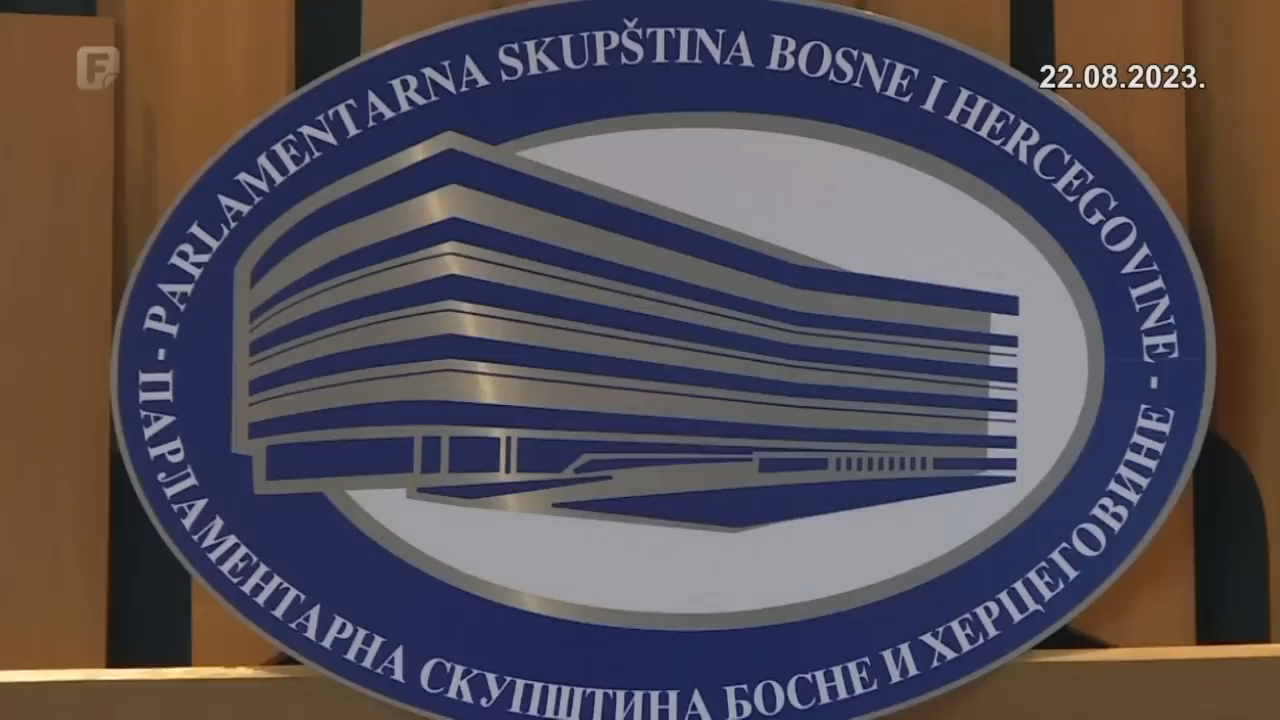 F
22.08.2023.
PARLAMENTARNA SKUPŠTINA BOSNE I HERCEGOVINE -
ПАРЛАМЕНТАРНА СКУПШТИНА БОСНЕ И ХЕРЦЕГОВИНЕ -